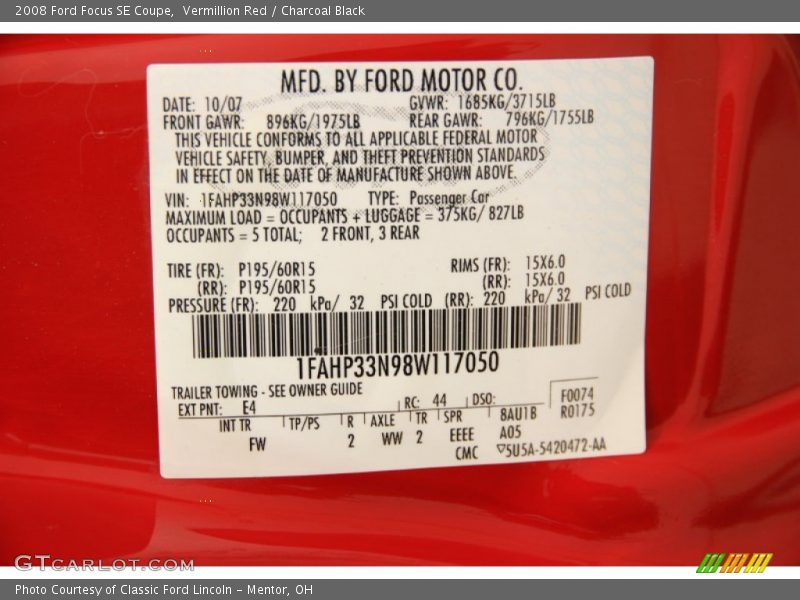 2008 Ford Focus SE Coupe,  Vermillion Red / Charcoal Black
MFD. BY FORD MOTOR CO.
DATE: 10/07 GVWR: 1685KG/3715LB
FRONT GAWR: 896KG/1975LB REAR GAWR: 796KG/1755LB
THIS VEHICLE CONFORMS TO ALL APPLICABLE FEDERAL MOTOR
VEHICLE SAFETY, BUMPER, AND THEFT PREVENTION STANDARDS
IN EFFECT ON THE DATE OF MANUFACTURE SHOWN ABOVE.
VIN: 1FAHP33N98W117050 TYPE: Passenger Car
MAXIMUM LOAD = OCCUPANTS + LUGGAGE = 375KG/ 827LB
OCCUPANTS = 5 TOTAL; 2 FRONT, 3 REAR
TIRE (FR): P195/60R15 RIMS (FR): 15X6.0
(RR): P195/60R15 (RR): 15X6.0
PRESSURE (FR): 220 kPa/ 32 PSI COLD (RR): 220 kPa/ 32 PSI COLD
1FAHP33N98W117050
TRAILER TOWING - SEE OWNER GUIDE
EXT PNT: E4 RC: 44 DSO: F0074
INT TR TP/PS R AXLE TR SPR 8AU1B R0175
FW 2 WW 2 EEEE A05
CMC ▽5U5A-5420472-AA
GTCARLOT.COM
Photo Courtesy of Classic Ford Lincoln - Mentor, OH